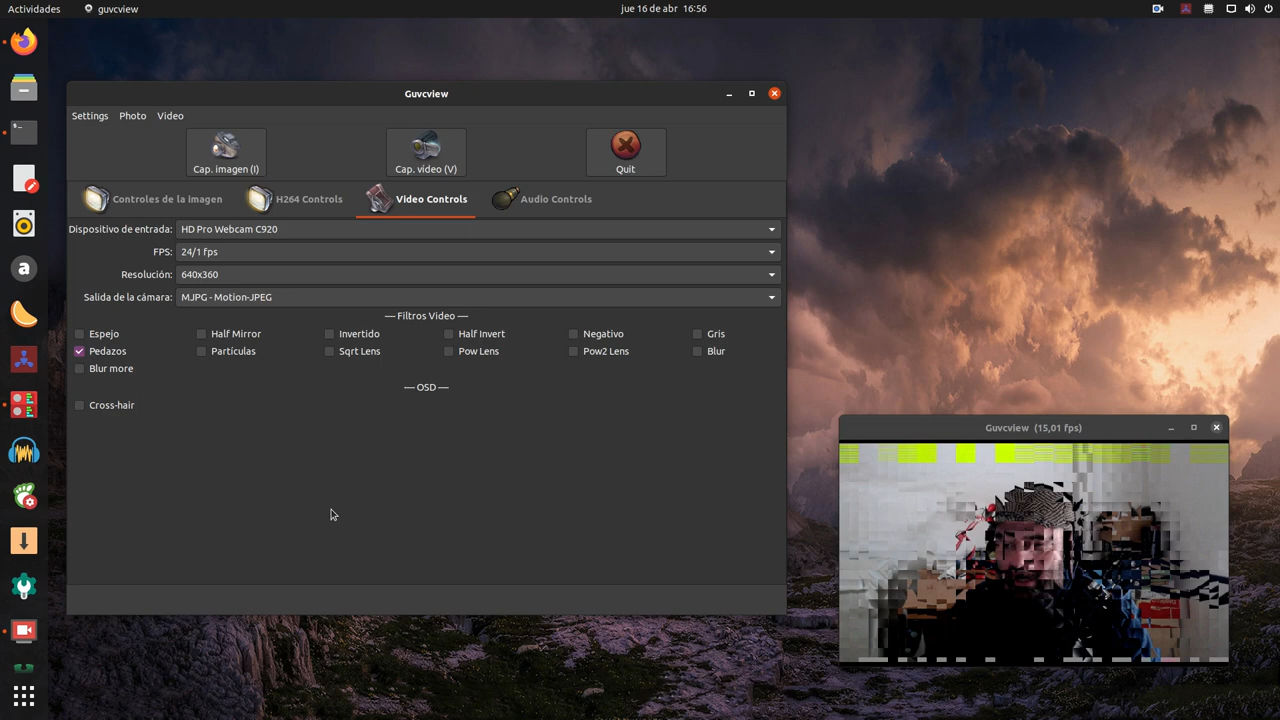 Actividades guvcview jue 16 de abr 16:56
Guvcview
Settings Photo Video
Cap. imagen (I) Cap. video (V) Quit
Controles de la Imagen H264 Controls Video Controls Audio Controls
Dispositivo de entrada: HD Pro Webcam C920
FPS: 24/1 fps
Resolución: 640x360
Salida de la cámara: MJPG - Motion-JPEG
---- Filtros Video ----
Espejo Half Mirror Invertido Half Invert Negativo Gris
Pedazos Partículas Sqrt Lens Pow Lens Pow2 Lens Blur
Blur more
---- OSD ----
Cross-hair
Guvcview (15,01 fps)